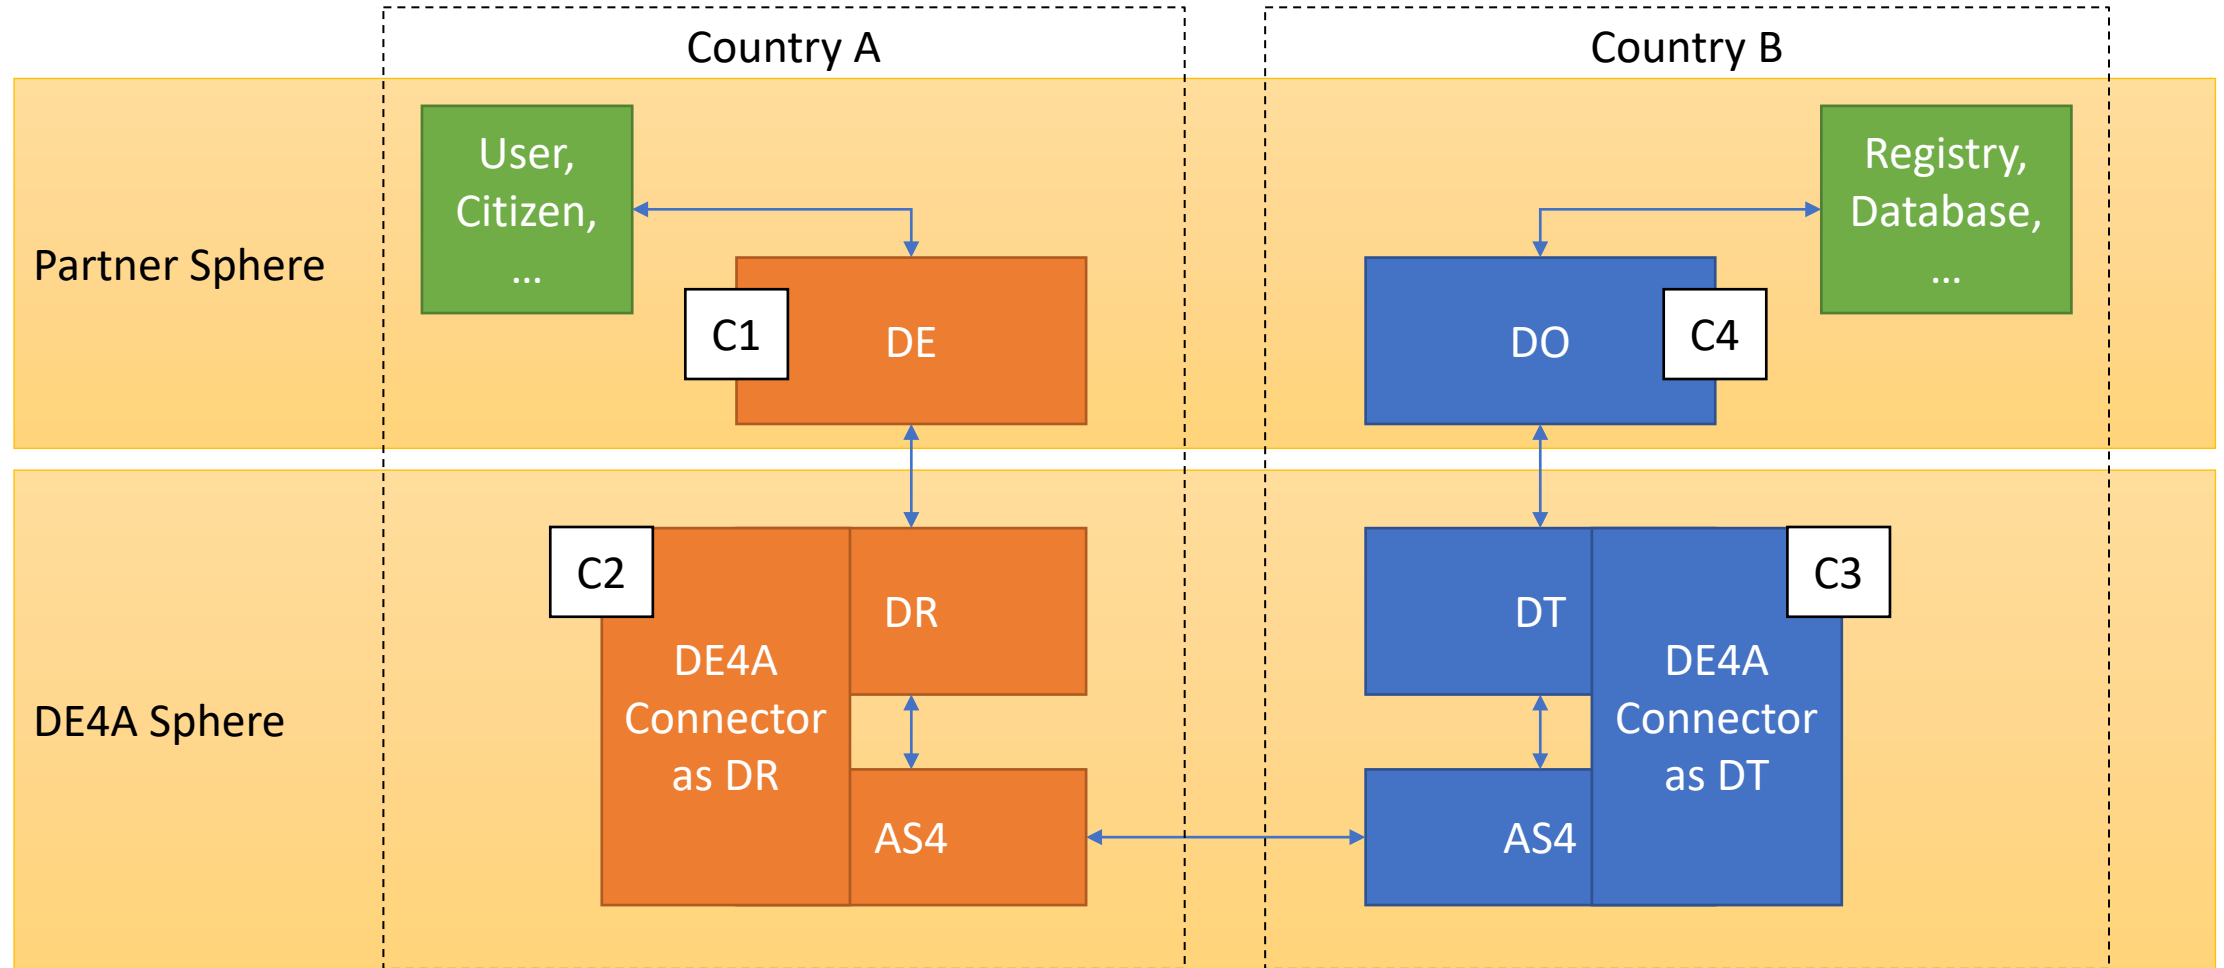 Country A
Country B
User,
Citizen,
...
Registry,
Database,
...
Partner Sphere
C1
DE
DO
C4
C2
DR
DE4A
Connector
as DR
AS4
DT
C3
DE4A
Connector
as DT
AS4
DE4A Sphere